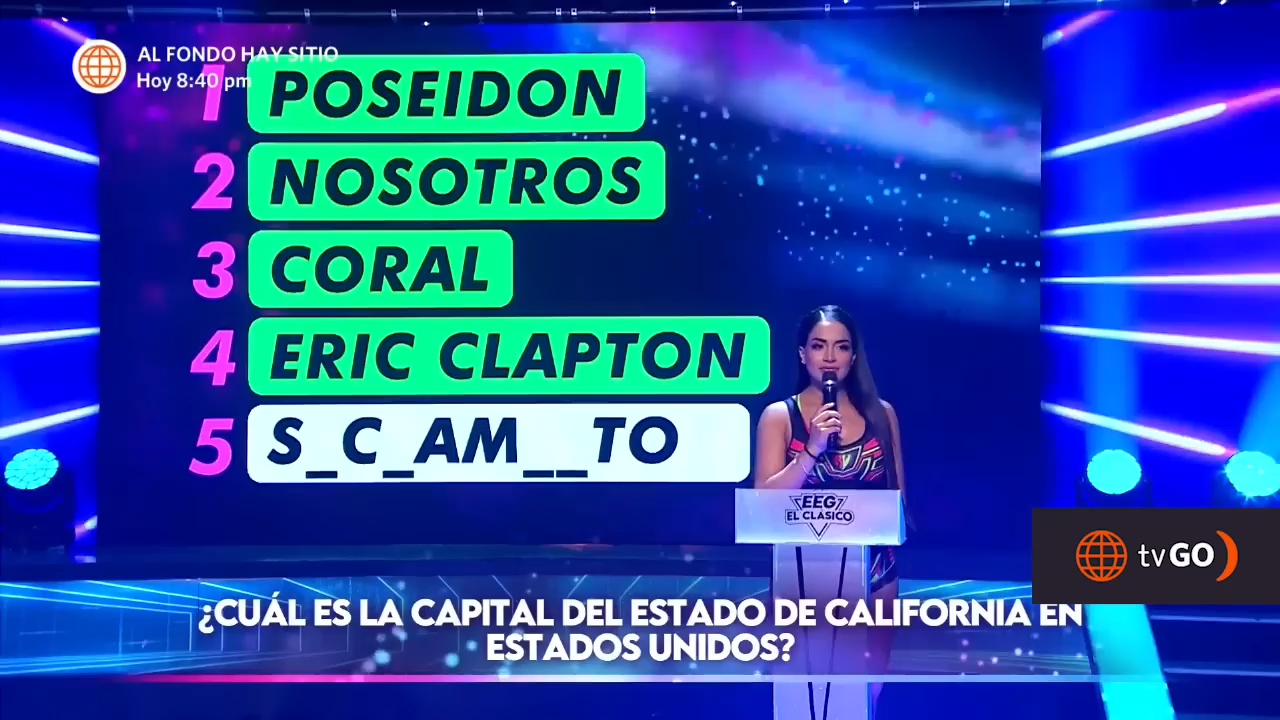 AL FONDO HAY SITIO
Hoy 8:40 pm
1 POSEIDON
2 NOSOTROS
3 CORAL
4 ERIC CLAPTON
5 S_C_AM__TO
EEG
EL CLÁSICO
tvGO
¿CUÁL ES LA CAPITAL DEL ESTADO DE CALIFORNIA EN
ESTADOS UNIDOS?